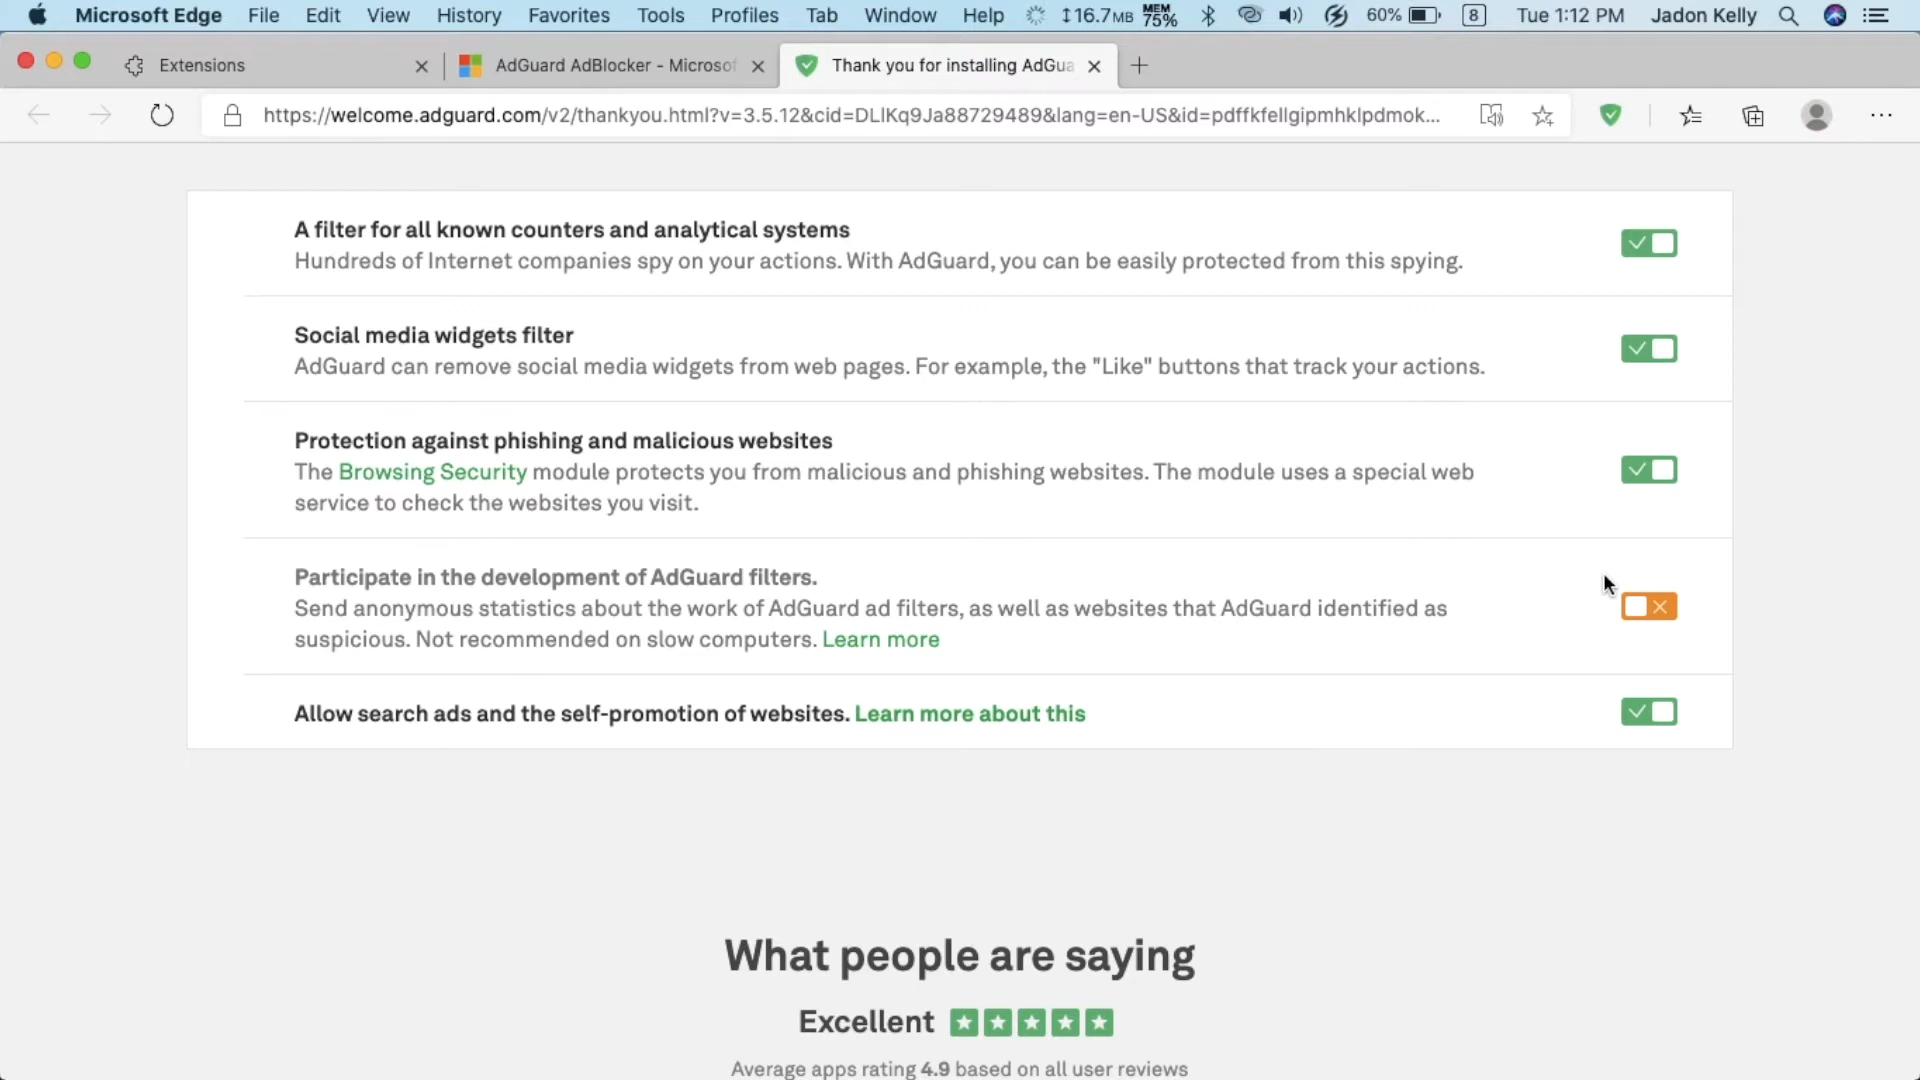 Microsoft Edge File Edit View History Favorites Tools Profiles Tab Window Help 16.7MB MEM 75% 60% 8 Tue 1:12 PM Jadon Kelly
Extensions AdGuard AdBlocker - Microsof Thank you for installing AdGua
https://welcome.adguard.com/v2/thankyou.html?v=3.5.12&cid=DLlKq9Ja88729489&lang=en-US&id=pdffkfellgipmhklpdmok...
A filter for all known counters and analytical systems
Hundreds of Internet companies spy on your actions. With AdGuard, you can be easily protected from this spying.
Social media widgets filter
AdGuard can remove social media widgets from web pages. For example, the "Like" buttons that track your actions.
Protection against phishing and malicious websites
The Browsing Security module protects you from malicious and phishing websites. The module uses a special web
service to check the websites you visit.
Participate in the development of AdGuard filters.
Send anonymous statistics about the work of AdGuard ad filters, as well as websites that AdGuard identified as
suspicious. Not recommended on slow computers. Learn more
Allow search ads and the self-promotion of websites. Learn more about this
What people are saying
Excellent
Average apps rating 4.9 based on all user reviews